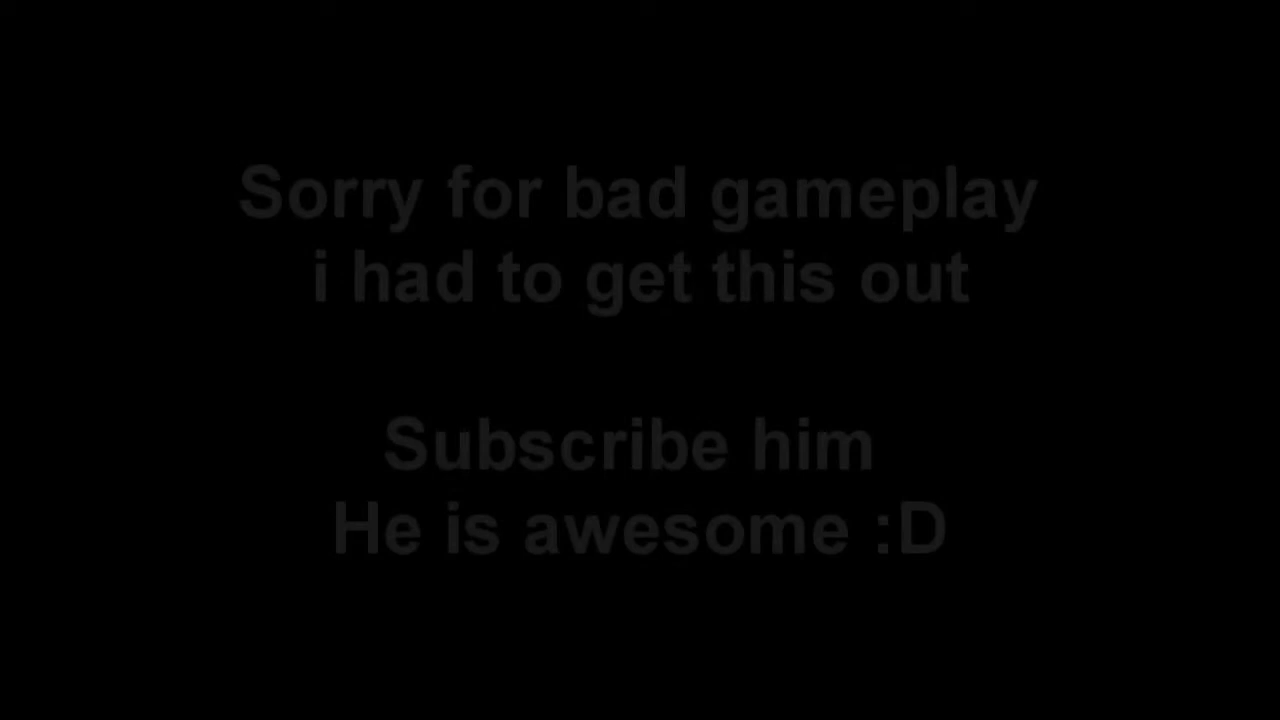 Sorry for bad gameplay
i had to get this out
Subscribe him
He is awesome :D